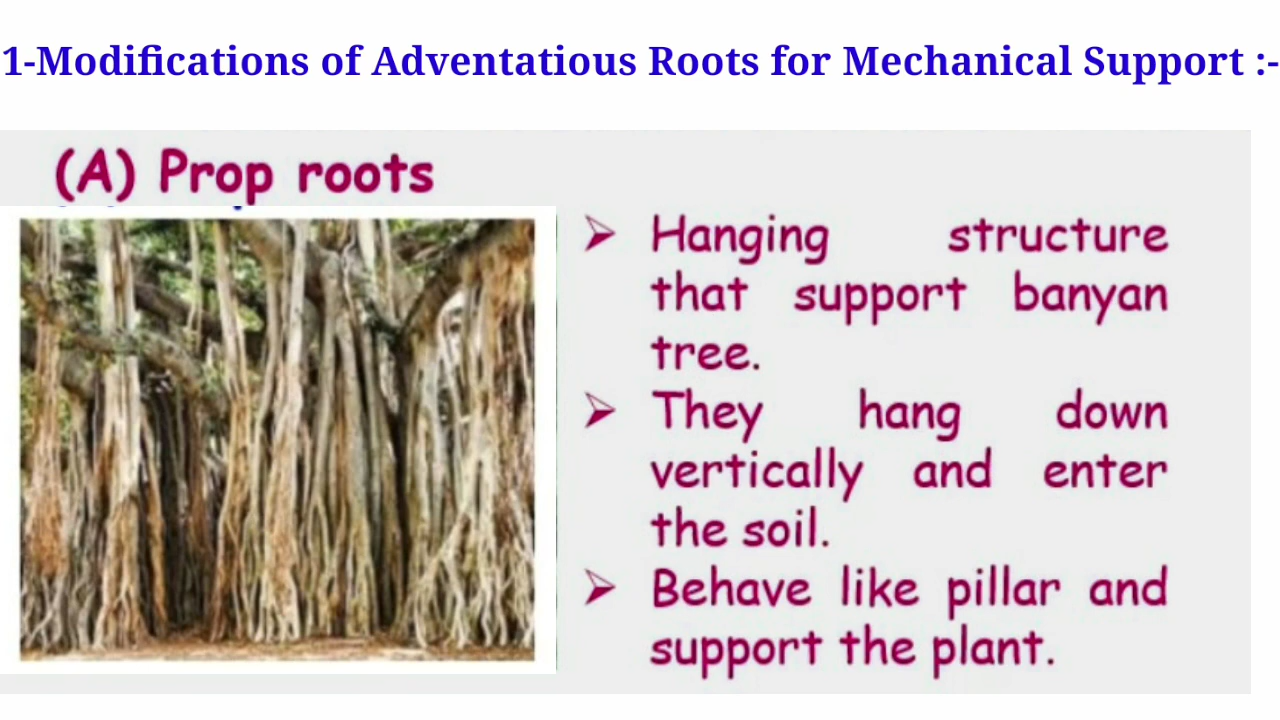 1-Modifications of Adventatious Roots for Mechanical Support :-
(A) Prop roots
➢ Hanging structure
that support banyan
tree.
➢ They hang down
vertically and enter
the soil.
➢ Behave like pillar and
support the plant.